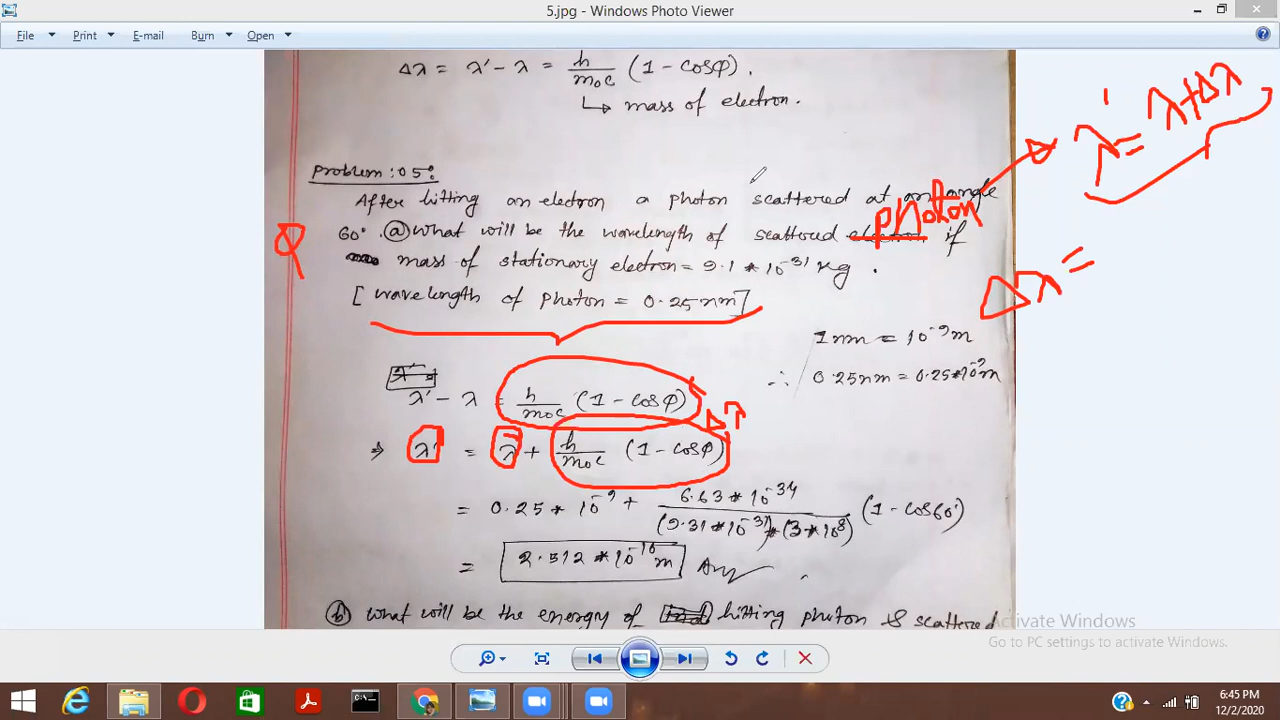 5.jpg - Windows Photo Viewer
File Print E-mail Burn Open
Δλ = λ' - λ = h/m₀c (1 - cosφ).
↳ mass of electron.
λ' = λ+Δλ
Problem: 05:
After hitting an electron a photon scattered at an angle
photon
60°. ⓐ What will be the wavelength of scattered electron if
φ
mass of stationary electron = 9.1 * 10⁻³¹ kg.
Δλ =
[wavelength of photon = 0.25 nm]
1 nm = 10⁻⁹ m
∴ 0.25nm = 0.25*10⁻⁹ m
λ' - λ = h/m₀c (1 - cosφ)
Δλ
⇒ λ' = λ + h/m₀c (1 - cosφ)
= 0.25 * 10⁻⁹ + 6.63 * 10⁻³⁴/(9.31 * 10⁻³¹) * (3 * 10⁸) (1 - cos60°)
= 2.512 * 10⁻¹⁰ m Ans
ⓑ What will be the energy of hitting photon & scattered
Activate Windows
Go to PC settings to activate Windows.
6:45 PM
12/2/2020